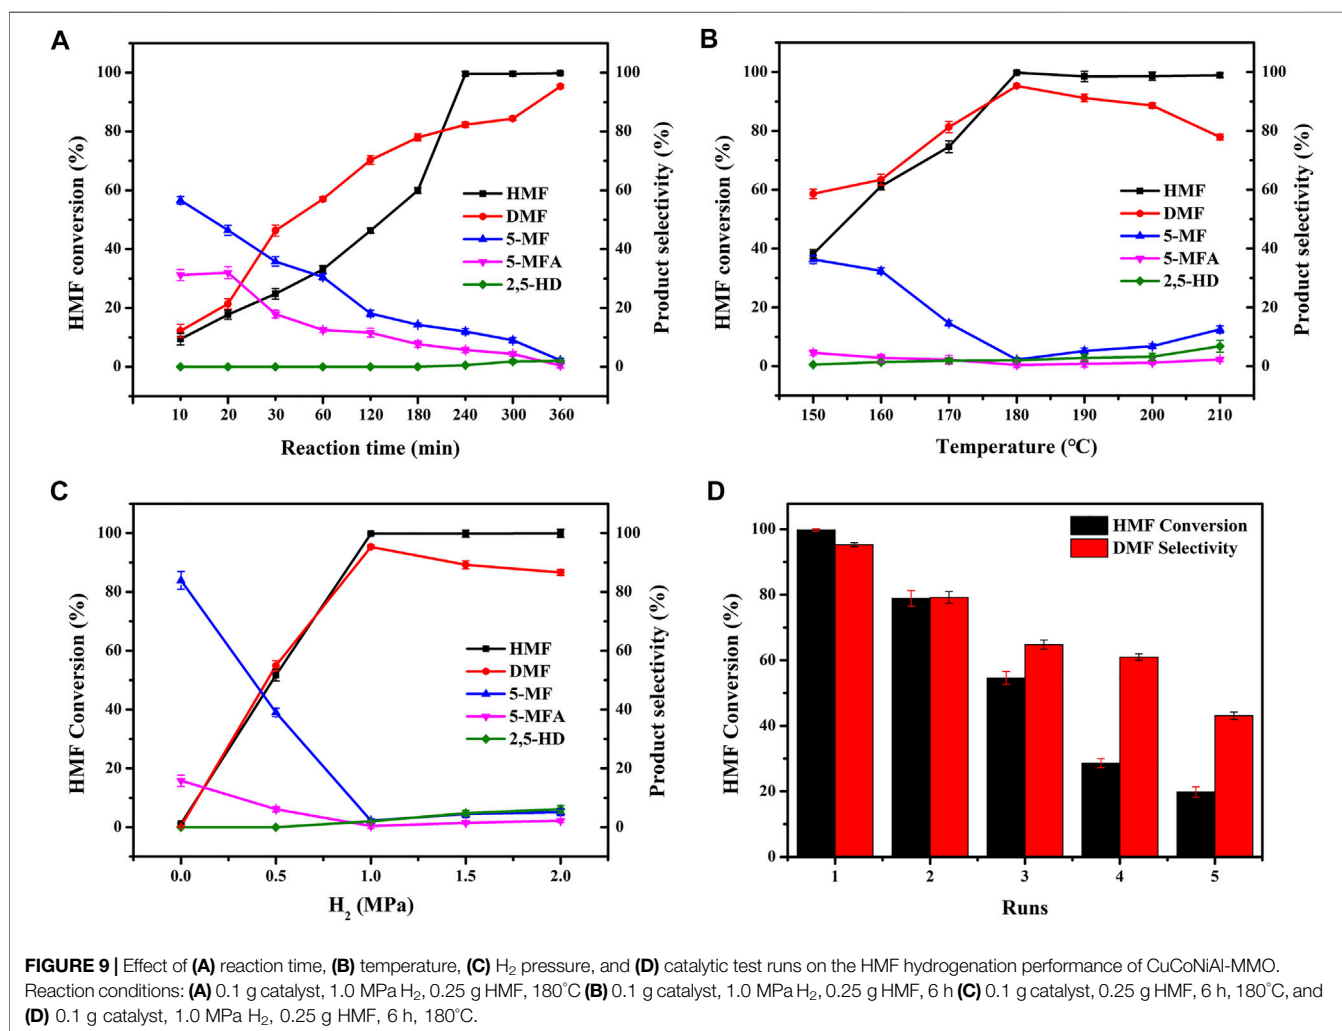 A
HMF conversion (%)
100
80
60
40
20
0
100
80
60
40
20
0
Product selectivity (%)
HMF
DMF
5-MF
5-MFA
2,5-HD
10 20 30 60 120 180 240 300 360
Reaction time (min)
B
HMF conversion (%)
100
80
60
40
20
0
100
80
60
40
20
0
Product selectivity (%)
HMF
DMF
5-MF
5-MFA
2,5-HD
150 160 170 180 190 200 210
Temperature (°C)
C
HMF Conversion (%)
100
80
60
40
20
0
100
80
60
40
20
0
Product selectivity (%)
HMF
DMF
5-MF
5-MFA
2,5-HD
0.0 0.5 1.0 1.5 2.0
H₂ (MPa)
D
HMF Conversion (%)
100
80
60
40
20
0
HMF Conversion
DMF Selectivity
1 2 3 4 5
Runs
FIGURE 9 | Effect of (A) reaction time, (B) temperature, (C) H₂ pressure, and (D) catalytic test runs on the HMF hydrogenation performance of CuCoNiAl-MMO.
Reaction conditions: (A) 0.1 g catalyst, 1.0 MPa H₂, 0.25 g HMF, 180°C (B) 0.1 g catalyst, 1.0 MPa H₂, 0.25 g HMF, 6 h (C) 0.1 g catalyst, 0.25 g HMF, 6 h, 180°C, and
(D) 0.1 g catalyst, 1.0 MPa H₂, 0.25 g HMF, 6 h, 180°C.